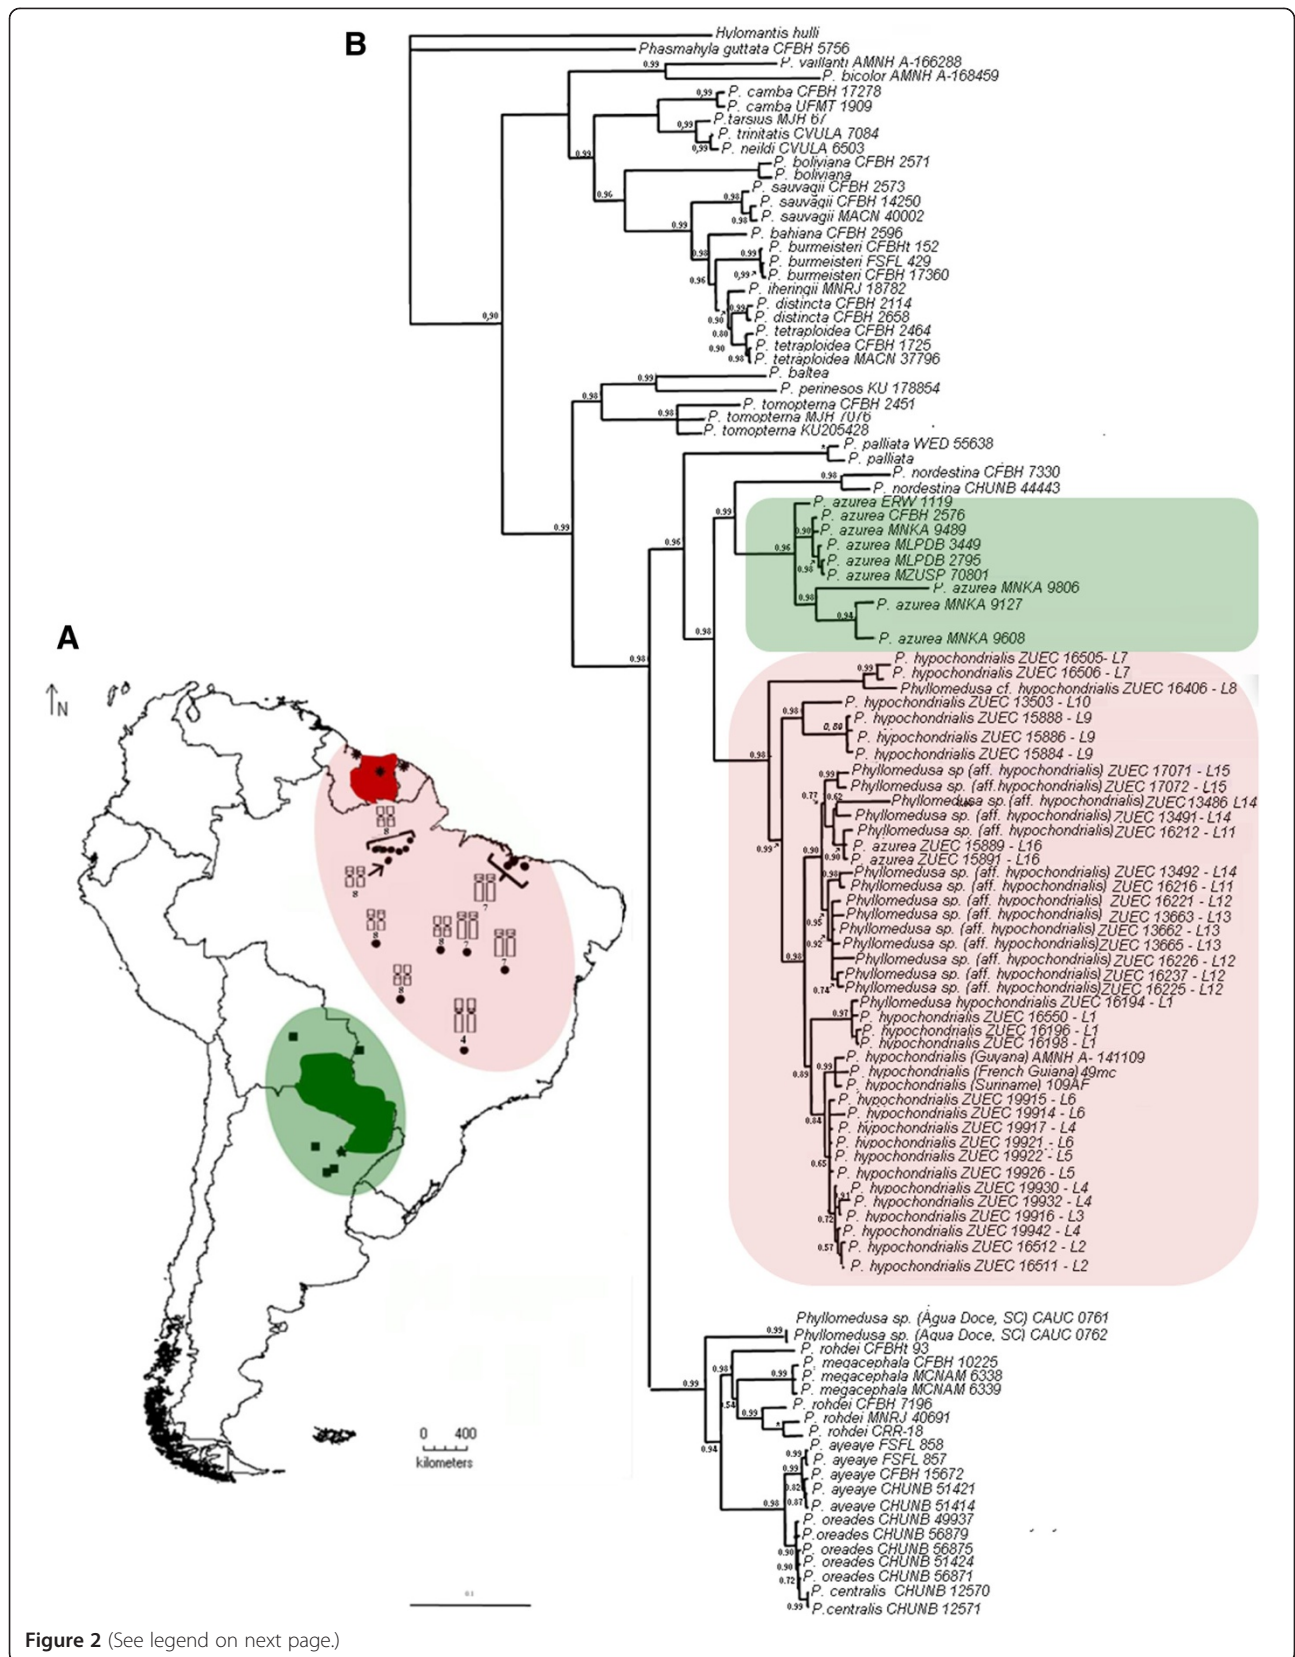 B
Hylomantis hulli
Phasmahyla guttata CFBH 5756
P. vaillanti AMNH A-166288
P. bicolor AMNH A-168459
P. camba CFBH 17278
P. camba UFMT 1909
P.tarsius MJH 67
P. trinitatis CVULA 7084
P. neildi CVULA 6503
P. boliviana CFBH 2571
P. boliviana
P. sauvagii CFBH 2573
P. sauvagii CFBH 14250
P. sauvagii MACN 40002
P. bahiana CFBH 2596
P. burmeisteri CFBHt 152
P. burmeisteri FSFL 429
P. burmeisteri CFBH 17360
P. iheringii MNRJ 18782
P. distincta CFBH 2114
P. distincta CFBH 2658
P. tetraploidea CFBH 2464
P. tetraploidea CFBH 1725
P. tetraploidea MACN 37796
P. baltea
P. perinesos KU 178854
P. tomopterna CFBH 2451
P. tomopterna MJH 7076
P. tomopterna KU205428
P. palliata WED 55638
P. palliata
P. nordestina CFBH 7330
P. nordestina CHUNB 44443
P. azurea ERW 1119
P. azurea CFBH 2576
P. azurea MNKA 9489
P. azurea MLPDB 3449
P. azurea MLPDB 2795
P. azurea MZUSP 70801
P. azurea MNKA 9806
P. azurea MNKA 9127
P. azurea MNKA 9608
P. hypochondrialis ZUEC 16505- L7
P. hypochondrialis ZUEC 16506 - L7
Phyllomedusa cf. hypochondrialis ZUEC 16406 - L8
P. hypochondrialis ZUEC 13503 - L10
P. hypochondrialis ZUEC 15888 - L9
P. hypochondrialis ZUEC 15886 - L9
P. hypochondrialis ZUEC 15884 - L9
Phyllomedusa sp (aff. hypochondrialis) ZUEC 17071 - L15
Phyllomedusa sp. (aff. hypochondrialis) ZUEC 17072 - L15
Phyllomedusa sp. (aff. hypochondrialis) ZUEC 13486 L14
Phyllomedusa sp. (aff. hypochondrialis) ZUEC 13491 - L14
Phyllomedusa sp. (aff. hypochondrialis) ZUEC 16212 - L11
P. azurea ZUEC 15889 - L16
P. azurea ZUEC 15891 - L16
Phyllomedusa sp. (aff. hypochondrialis) ZUEC 13492 - L14
Phyllomedusa sp. (aff. hypochondrialis) ZUEC 16216 - L11
Phyllomedusa sp. (aff. hypochondrialis) ZUEC 16221 - L12
Phyllomedusa sp. (aff. hypochondrialis) ZUEC 13663 - L13
Phyllomedusa sp. (aff. hypochondrialis) ZUEC 13662 - L13
Phyllomedusa sp. (aff. hypochondrialis) ZUEC 13665 - L13
Phyllomedusa sp. (aff. hypochondrialis) ZUEC 16226 - L12
Phyllomedusa sp. (aff. hypochondrialis) ZUEC 16237 - L12
Phyllomedusa sp. (aff. hypochondrialis) ZUEC 16225 - L12
Phyllomedusa hypochondrialis ZUEC 16194 - L1
P. hypochondrialis ZUEC 16550 - L1
P. hypochondrialis ZUEC 16196 - L1
P. hypochondrialis ZUEC 16198 - L1
P. hypochondrialis (Guyana) AMNH A- 141109
P. hypochondrialis (French Guiana) 49mc
P. hypochondrialis (Suriname) 109AF
P. hypochondrialis ZUEC 19915 - L6
P. hypochondrialis ZUEC 19914 - L6
P. hypochondrialis ZUEC 19917 - L4
P. hypochondrialis ZUEC 19921 - L6
P. hypochondrialis ZUEC 19922 - L5
P. hypochondrialis ZUEC 19926 - L5
P. hypochondrialis ZUEC 19930 - L4
P. hypochondrialis ZUEC 19932 - L4
P. hypochondrialis ZUEC 19916 - L3
P. hypochondrialis ZUEC 19942 - L4
P. hypochondrialis ZUEC 16512 - L2
P. hypochondrialis ZUEC 16511 - L2
Phyllomedusa sp. (Água Doce, SC) CAUC 0761
Phyllomedusa sp. (Água Doce, SC) CAUC 0762
P. rohdei CFBHt 93
P. megacephala CFBH 10225
P. megacephala MCNAM 6338
P. megacephala MCNAM 6339
P. rohdei CFBH 7196
P. rohdei MNRJ 40691
P. rohdei CRR-18
P. ayeaye FSFL 858
P. ayeaye FSFL 857
P. ayeaye CFBH 15672
P. ayeaye CHUNB 51421
P. ayeaye CHUNB 51414
P. oreades CHUNB 49937
P.oreades CHUNB 56879
P. oreades CHUNB 56875
P. oreades CHUNB 51424
P. oreades CHUNB 56871
P. centralis CHUNB 12570
P.centralis CHUNB 12571
0.1
A
N
8
8
7
8
8
7
7
8
4
0 400
kilometers
Figure 2 (See legend on next page.)